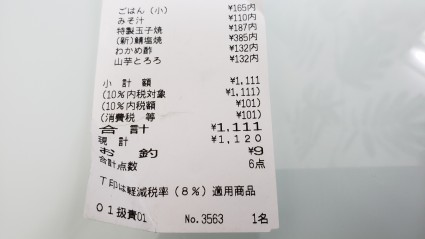 ごはん（小） ¥165内
みそ汁 ¥110内
特製玉子焼 ¥187内
(新)鯖塩焼 ¥385内
わかめ酢 ¥132内
山芋とろろ ¥132内
小計額 ¥1,111
(10%内税対象 ¥1,111)
(10%内税額 ¥101)
(消費税等 ¥101)
合計 ¥1,111
現計 ¥1,120
お釣 ¥9
合計点数 6点
T印は軽減税率（8%）適用商品
01級貴01 No.3563 1名